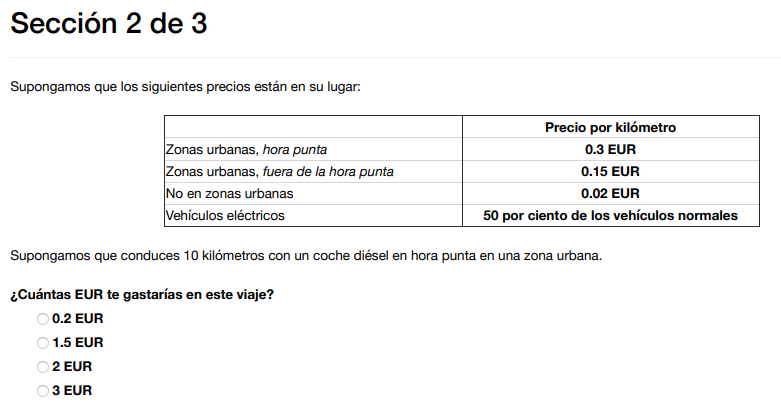 Sección 2 de 3
Supongamos que los siguientes precios están en su lugar:
Precio por kilómetro
Zonas urbanas, hora punta 0.3 EUR
Zonas urbanas, fuera de la hora punta 0.15 EUR
No en zonas urbanas 0.02 EUR
Vehículos eléctricos 50 por ciento de los vehículos normales
Supongamos que conduces 10 kilómetros con un coche diésel en hora punta en una zona urbana.
¿Cuántas EUR te gastarías en este viaje?
0.2 EUR
1.5 EUR
2 EUR
3 EUR